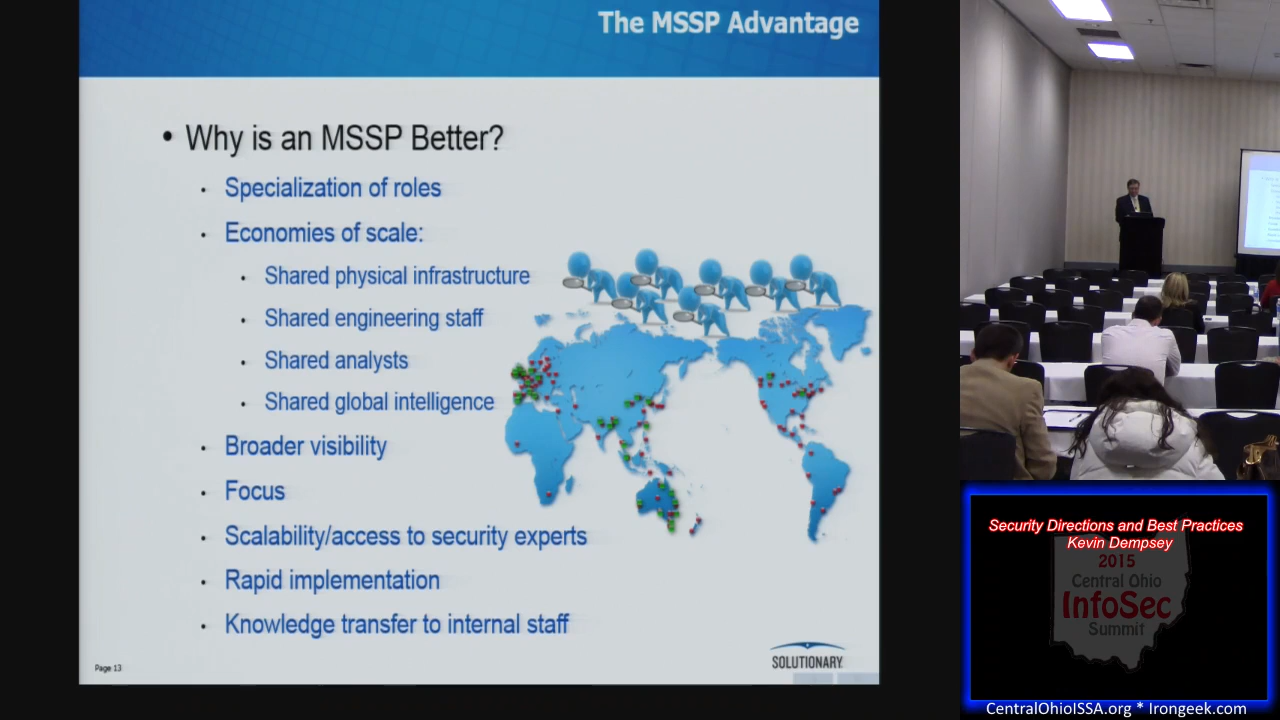 The MSSP Advantage
• Why is an MSSP Better?
• Specialization of roles
• Economies of scale:
• Shared physical infrastructure
• Shared engineering staff
• Shared analysts
• Shared global intelligence
• Broader visibility
• Focus
• Scalability/access to security experts
• Rapid implementation
• Knowledge transfer to internal staff
Page 13
SOLUTIONARY
Security Directions and Best Practices
Kevin Dempsey
2015
Central Ohio
InfoSec
Summit
CentralOhioISSA.org * Irongeek.com